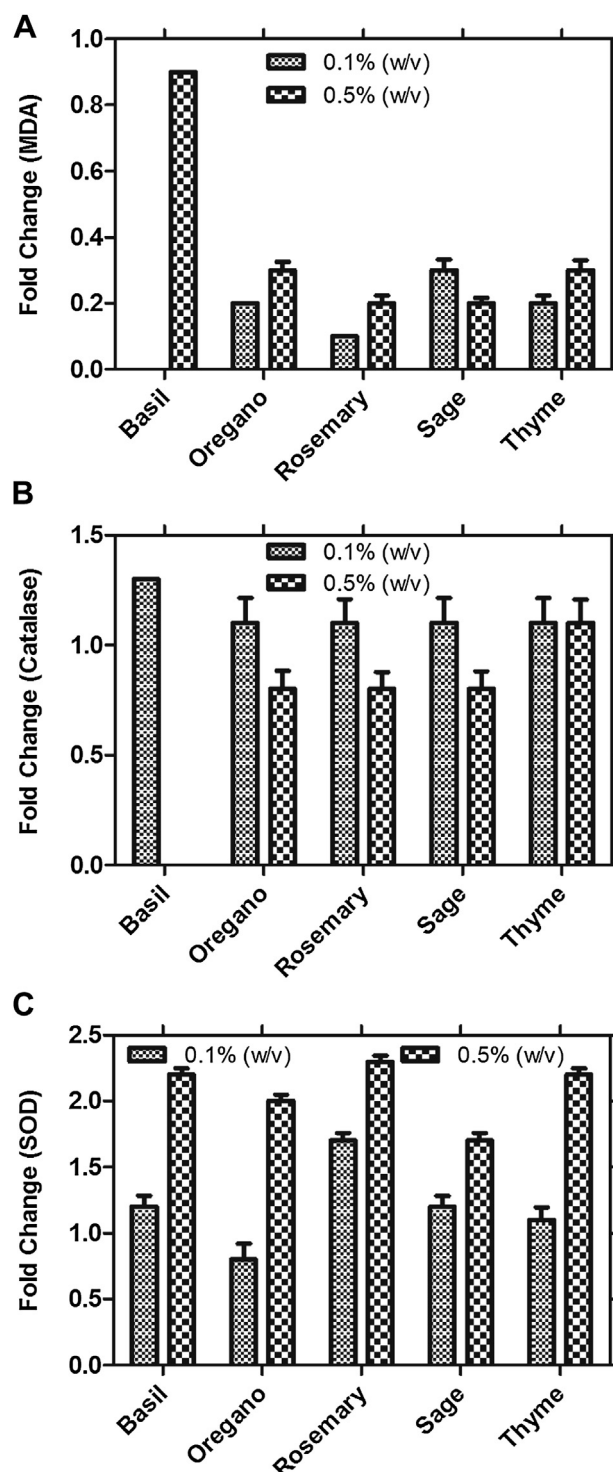 A
Fold Change (MDA)
1.0
0.8
0.6
0.4
0.2
0.0
0.1% (w/v)
0.5% (w/v)
Basil
Oregano
Rosemary
Sage
Thyme
B
Fold Change (Catalase)
1.5
1.0
0.5
0.0
0.1% (w/v)
0.5% (w/v)
Basil
Oregano
Rosemary
Sage
Thyme
C
Fold Change (SOD)
2.5
2.0
1.5
1.0
0.5
0.0
0.1% (w/v)
0.5% (w/v)
Basil
Oregano
Rosemary
Sage
Thyme